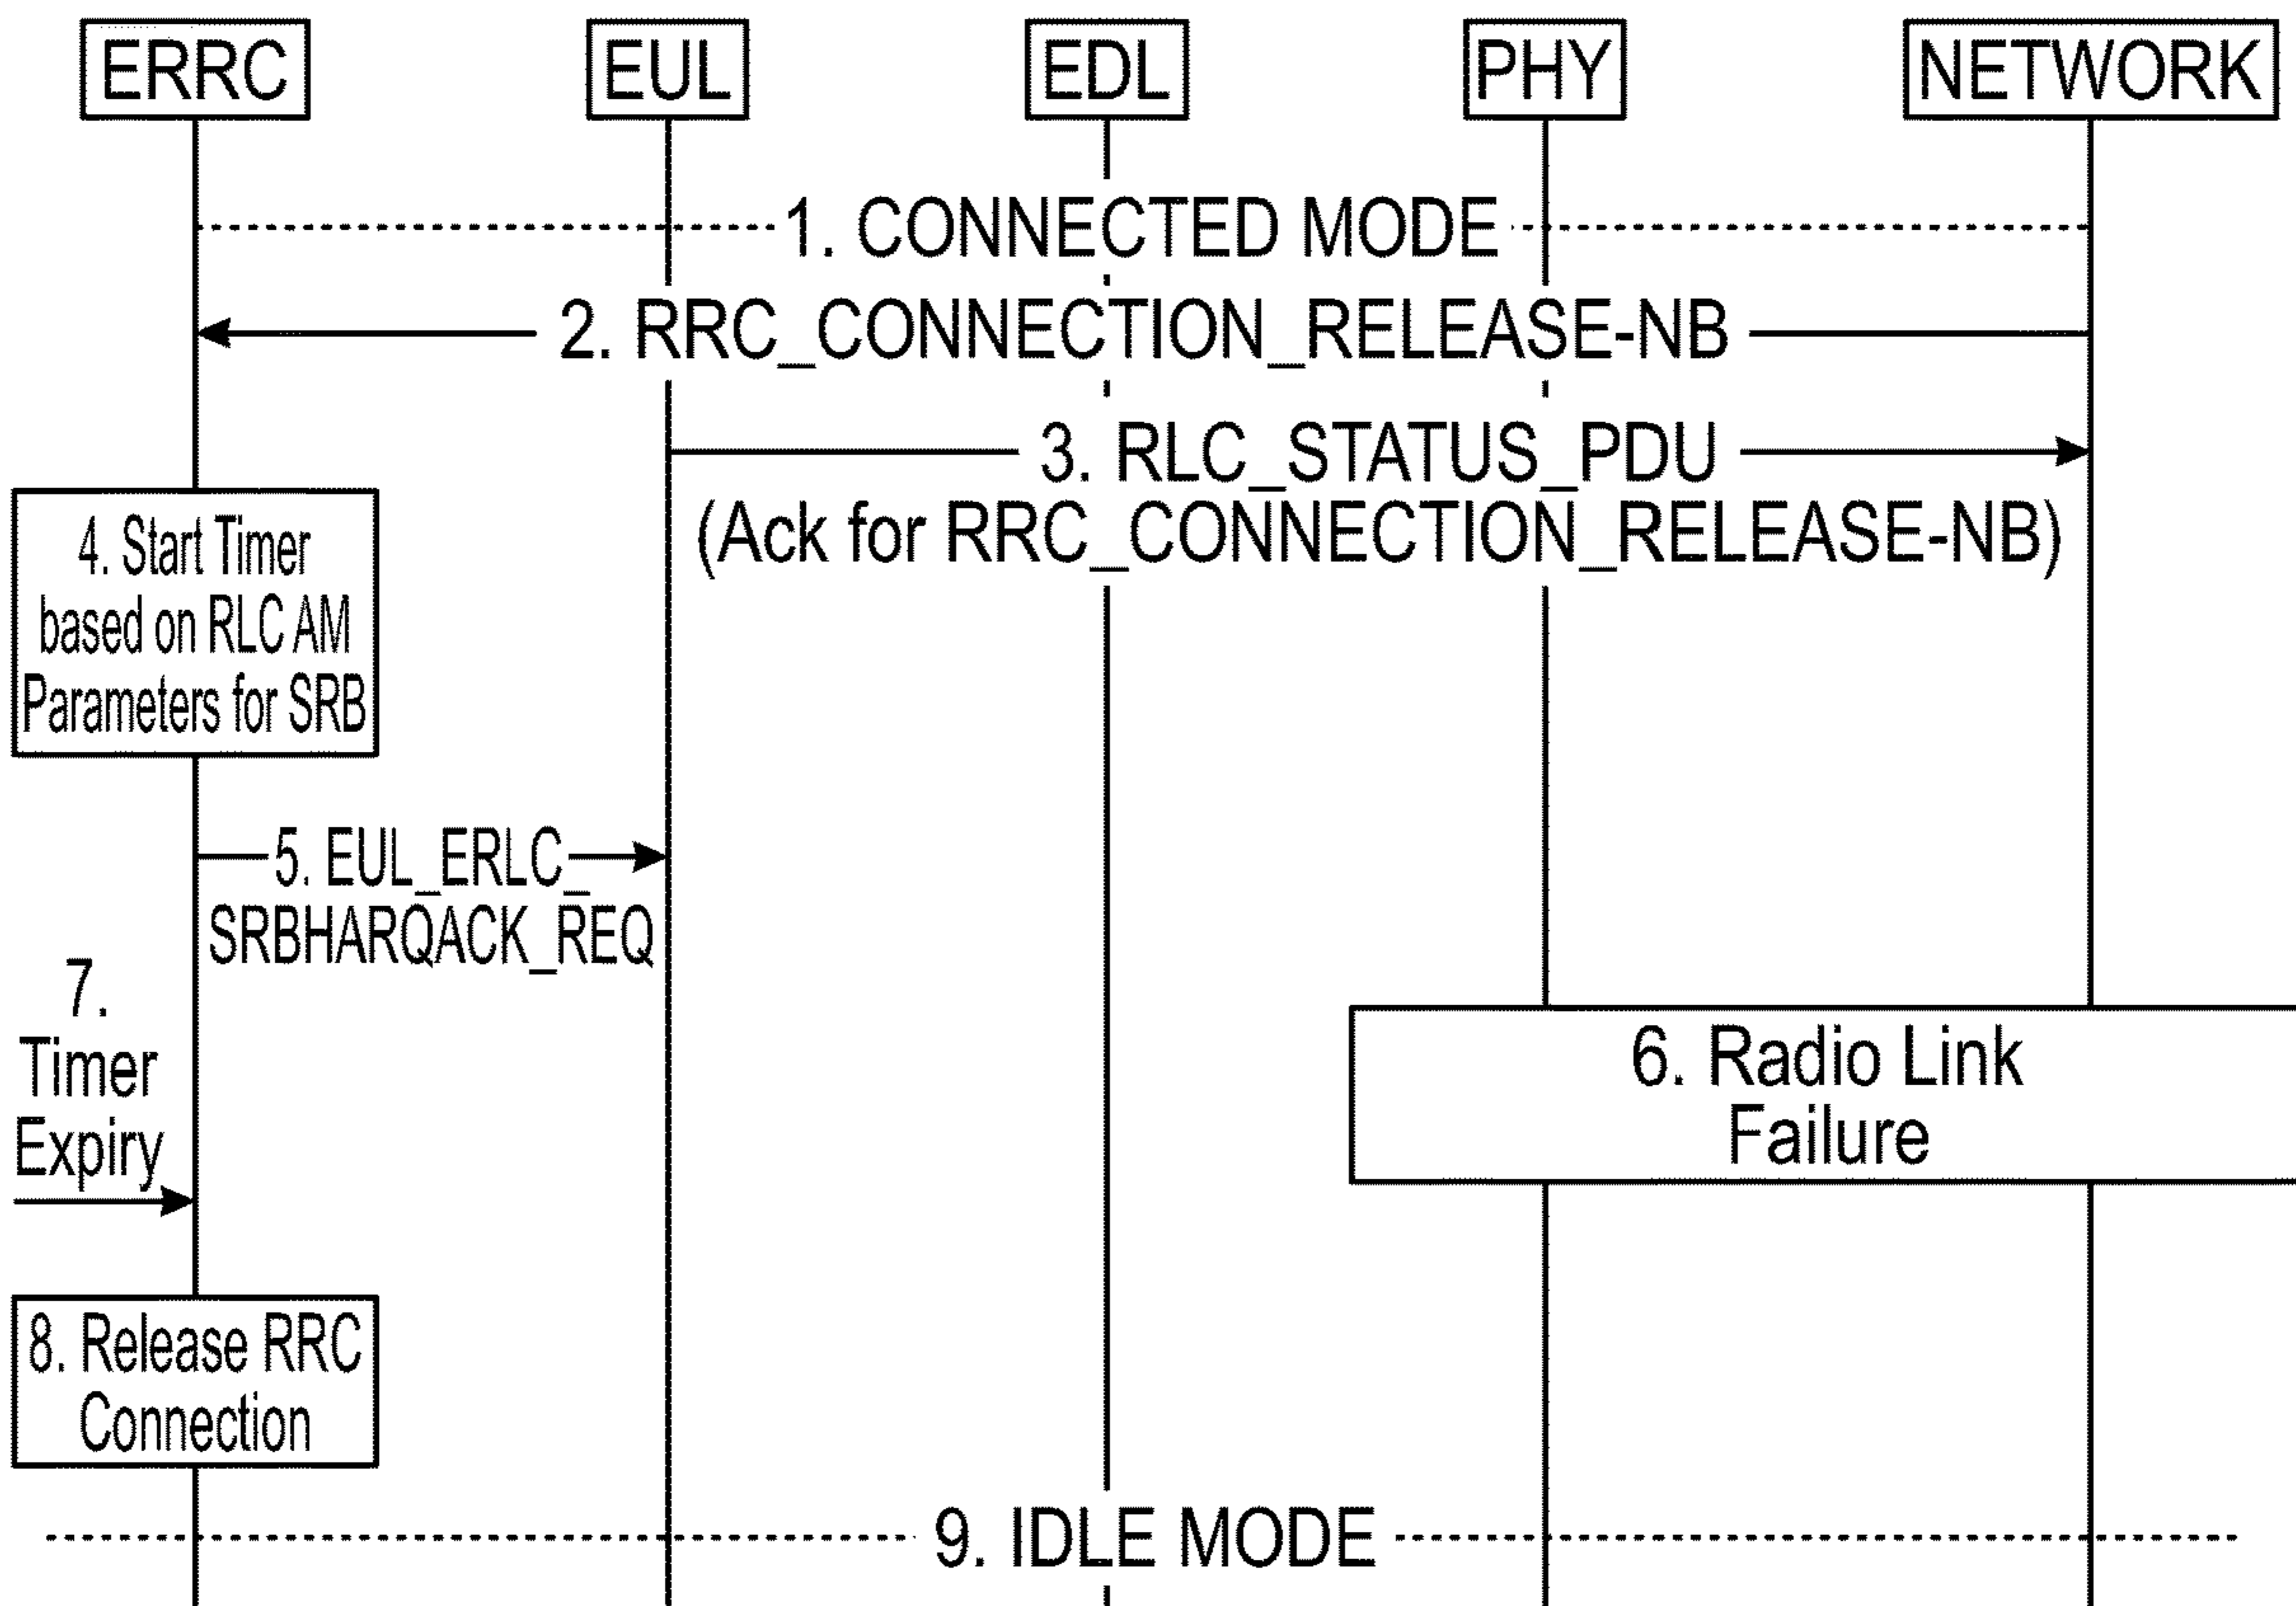 ERRC
EUL
EDL
PHY
NETWORK
1. CONNECTED MODE
2. RRC_CONNECTION_RELEASE-NB
3. RLC_STATUS_PDU
(Ack for RRC_CONNECTION_RELEASE-NB)
4. Start Timer
based on RLC AM
Parameters for SRB
5. EUL_ERLC_
SRBHARQACK_REQ
6. Radio Link
Failure
7.
Timer
Expiry
8. Release RRC
Connection
9. IDLE MODE